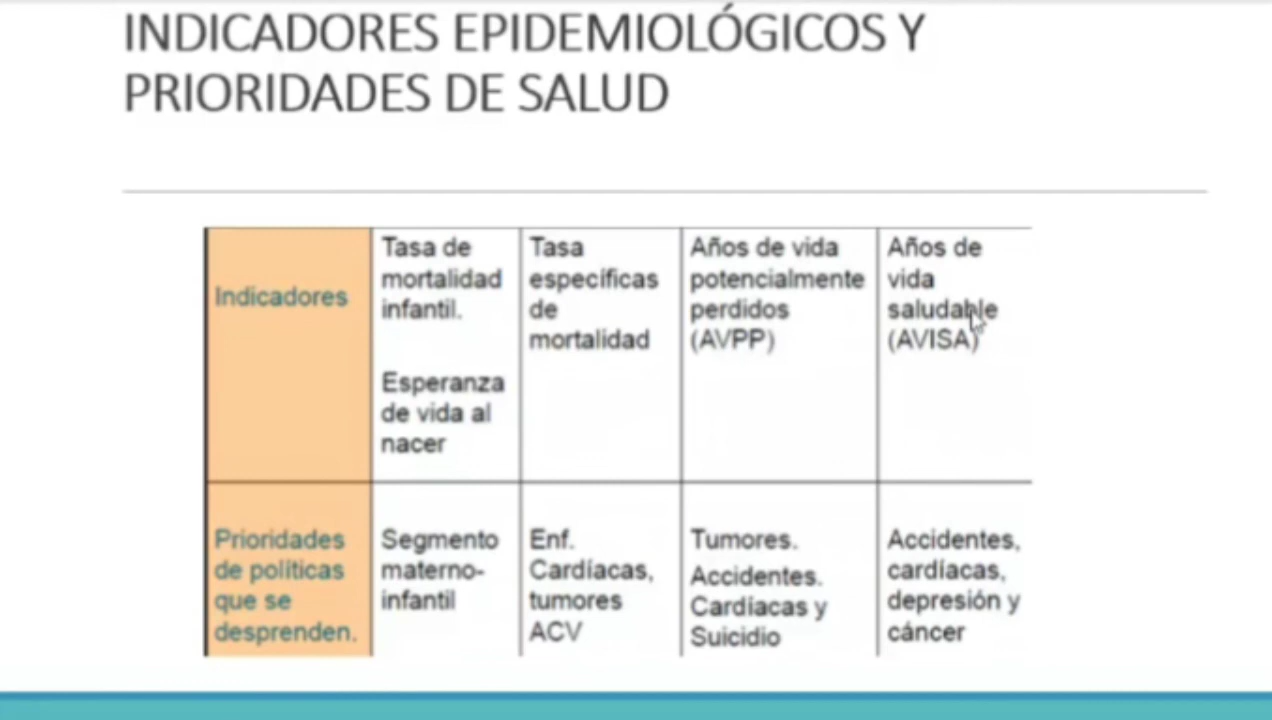 INDICADORES EPIDEMIOLÓGICOS Y
PRIORIDADES DE SALUD
Indicadores
Tasa de
mortalidad
infantil.
Esperanza
de vida al
nacer
Tasa
específicas
de
mortalidad
Años de vida
potencialmente
perdidos
(AVPP)
Años de
vida
saludable
(AVISA)
Prioridades
de políticas
que se
desprenden.
Segmento
materno-
infantil
Enf.
Cardíacas,
tumores
ACV
Tumores.
Accidentes.
Cardíacas y
Suicidio
Accidentes,
cardíacas,
depresión y
cáncer